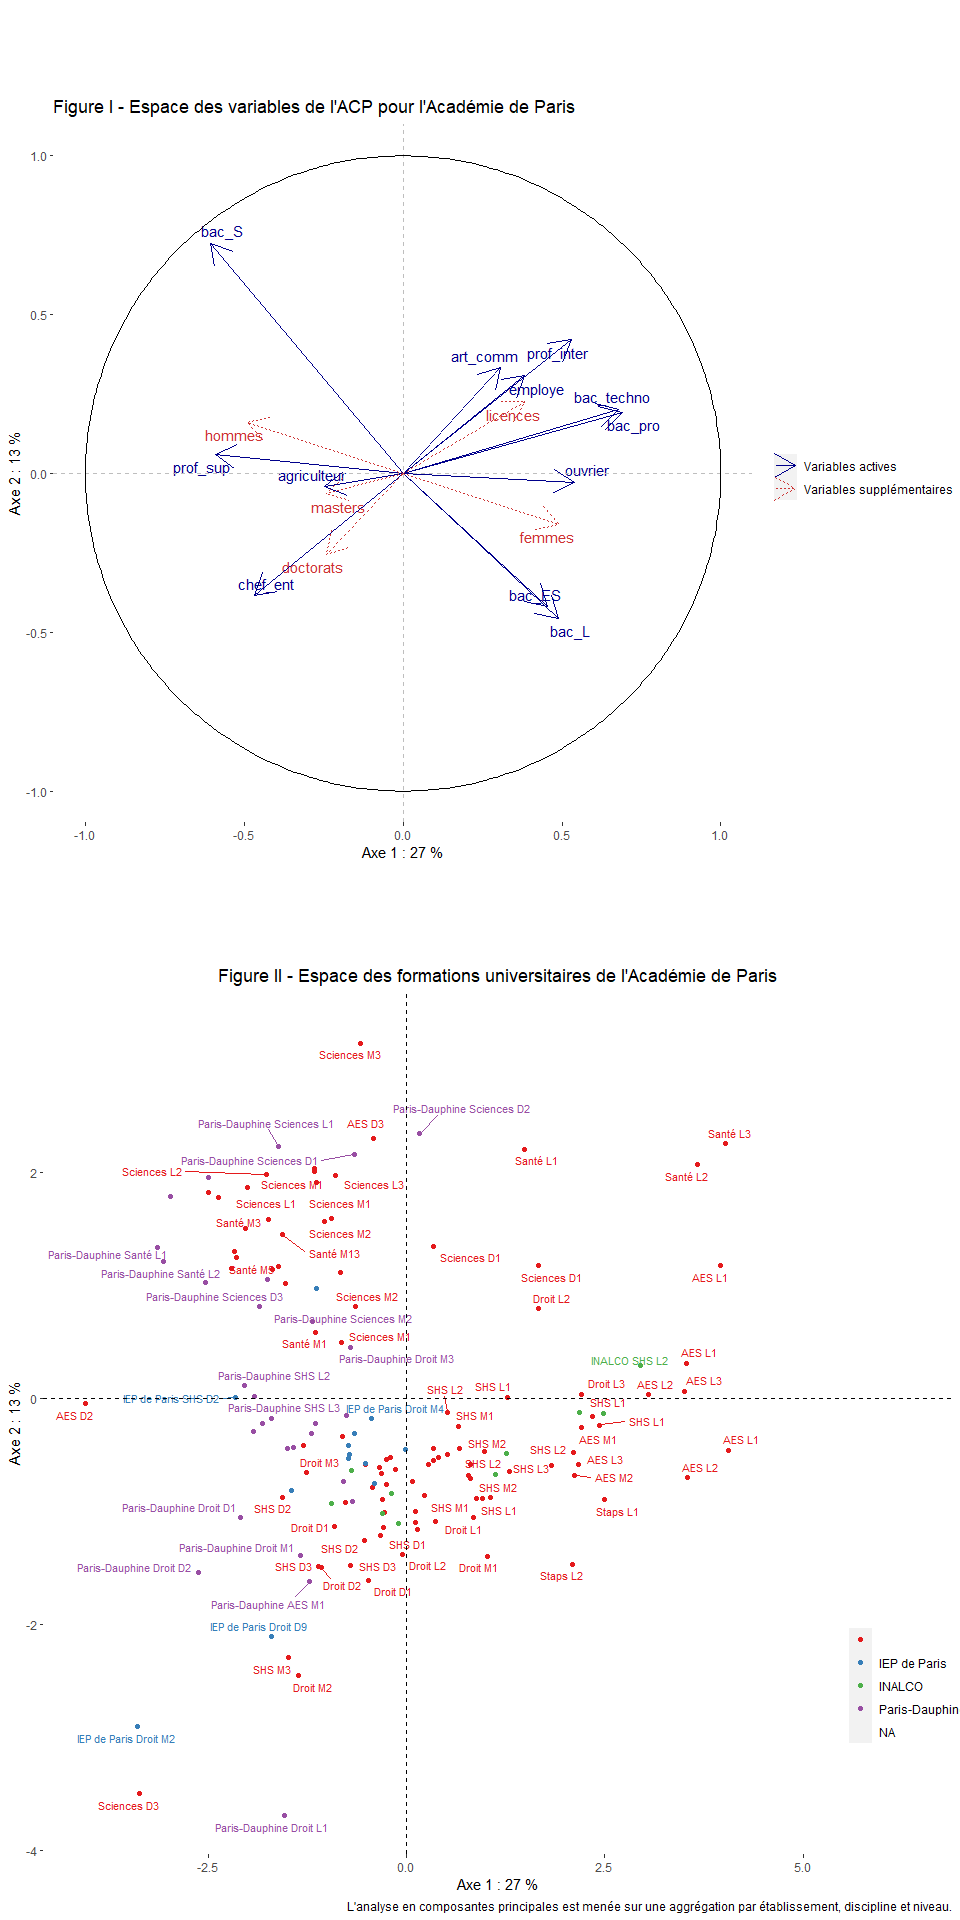 Figure I - Espace des variables de l'ACP pour l'Académie de Paris
1.0
bac_S
0.5
art_comm
prof_inter
employe
bac_techno
licences
bac_pro
hommes
prof_sup
Axe 2 : 13 %
0.0
agriculteur
ouvrier
Variables actives
Variables supplémentaires
masters
femmes
doctorats
chef_ent
bac_ES
bac_L
-0.5
-1.0
-1.0
-0.5
0.0
0.5
1.0
Axe 1 : 27 %
Figure II - Espace des formations universitaires de l'Académie de Paris
Sciences M3
Paris-Dauphine Sciences D2
Paris-Dauphine Sciences L1
AES D3
Santé L3
Paris-Dauphine Sciences D1
Santé L1
2
Sciences L2
Santé L2
Sciences M1
Sciences L3
Sciences L1
Sciences M1
Santé M3
Sciences M2
Paris-Dauphine Santé L1
Santé M13
Sciences D1
Paris-Dauphine Santé L2
Santé M3
Sciences D1
AES L1
Paris-Dauphine Sciences D3
Sciences M2
Droit L2
Paris-Dauphine Sciences M2
Santé M1
Sciences M1
Paris-Dauphine Droit M3
AES L1
INALCO SHS L2
Paris-Dauphine SHS L2
SHS L2
SHS L1
Droit L3
AES L2
AES L3
0
IEP de Paris SHS D2
SHS L1
Axe 2 : 13 %
AES D2
Paris-Dauphine SHS L3
IEP de Paris Droit M4
SHS M1
SHS L1
AES M1
AES L1
SHS M2
SHS L2
Droit M3
SHS L2
SHS L3
AES L3
AES L2
AES M2
SHS M2
Paris-Dauphine Droit D1
SHS D2
SHS M1
SHS L1
Staps L1
Droit D1
Droit L1
Paris-Dauphine Droit M1
SHS D2
SHS D1
Paris-Dauphine Droit D2
SHS D3
SHS D3
Droit L2
Droit M1
Staps L2
Droit D2
Droit D1
Paris-Dauphine AES M1
-2
IEP de Paris Droit D9
SHS M3
Droit M2
IEP de Paris
INALCO
Paris-Dauphin
NA
IEP de Paris Droit M2
Sciences D3
Paris-Dauphine Droit L1
-4
-2.5
0.0
2.5
5.0
Axe 1 : 27 %
L'analyse en composantes principales est menée sur une aggrégation par établissement, discipline et niveau.